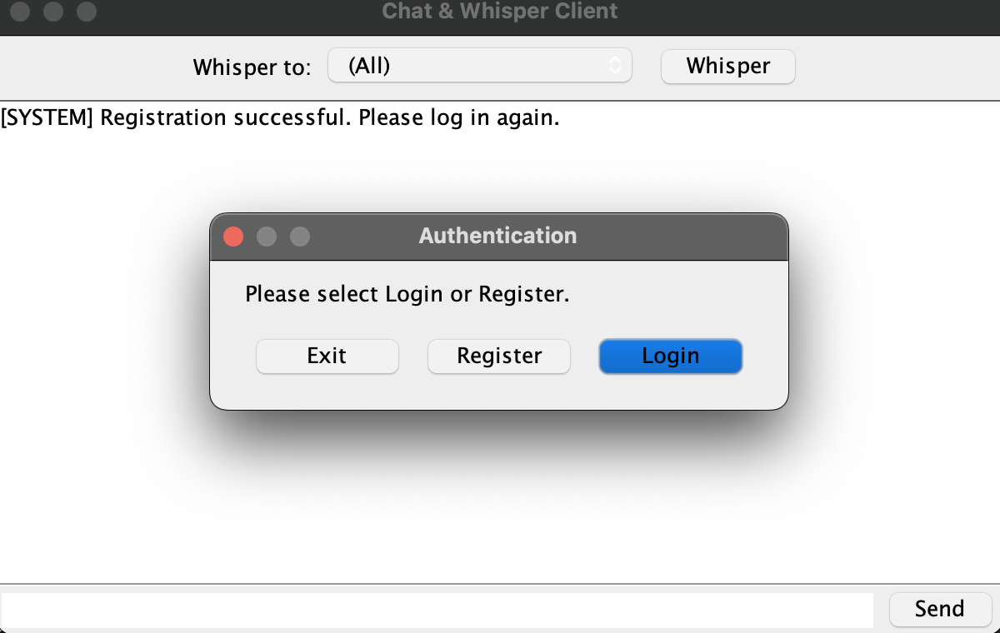 Chat & Whisper Client
Whisper to: (All) Whisper
[SYSTEM] Registration successful. Please log in again.
Authentication
Please select Login or Register.
Exit Register Login
Send